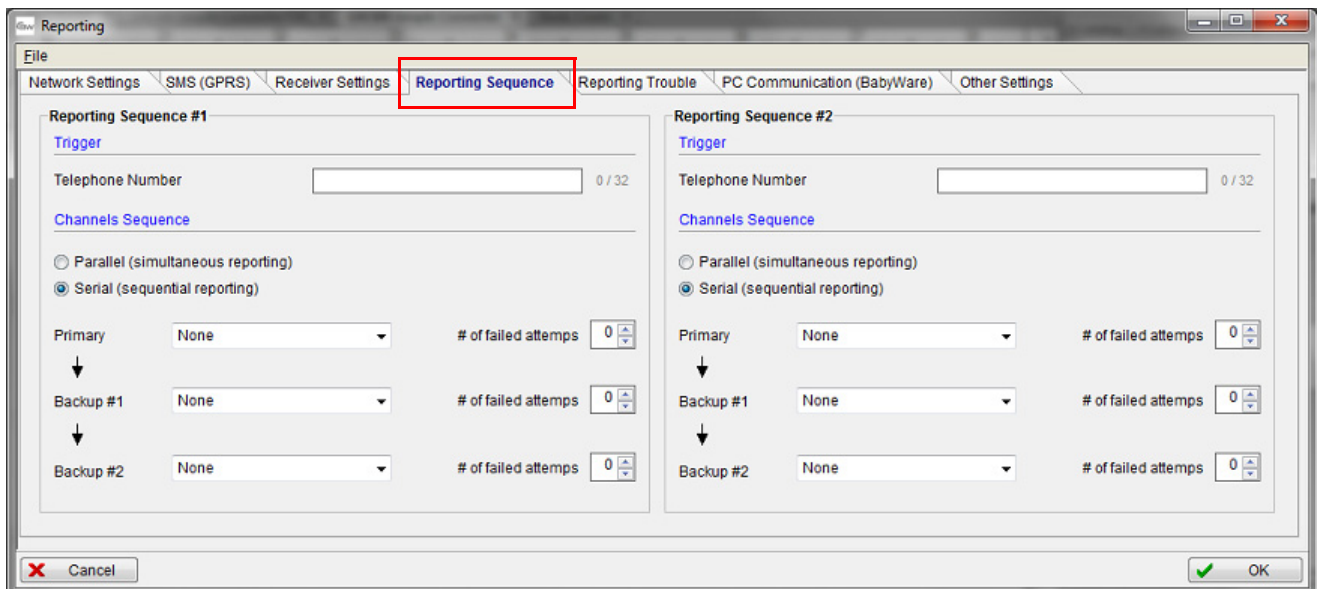 Reporting
File
Network Settings SMS (GPRS) Receiver Settings Reporting Sequence Reporting Trouble PC Communication (BabyWare) Other Settings
Reporting Sequence #1
Trigger
Telephone Number 0 / 32
Channels Sequence
Parallel (simultaneous reporting)
Serial (sequential reporting)
Primary None # of failed attemps 0
Backup #1 None # of failed attemps 0
Backup #2 None # of failed attemps 0
Reporting Sequence #2
Trigger
Telephone Number 0 / 32
Channels Sequence
Parallel (simultaneous reporting)
Serial (sequential reporting)
Primary None # of failed attemps 0
Backup #1 None # of failed attemps 0
Backup #2 None # of failed attemps 0
Cancel OK